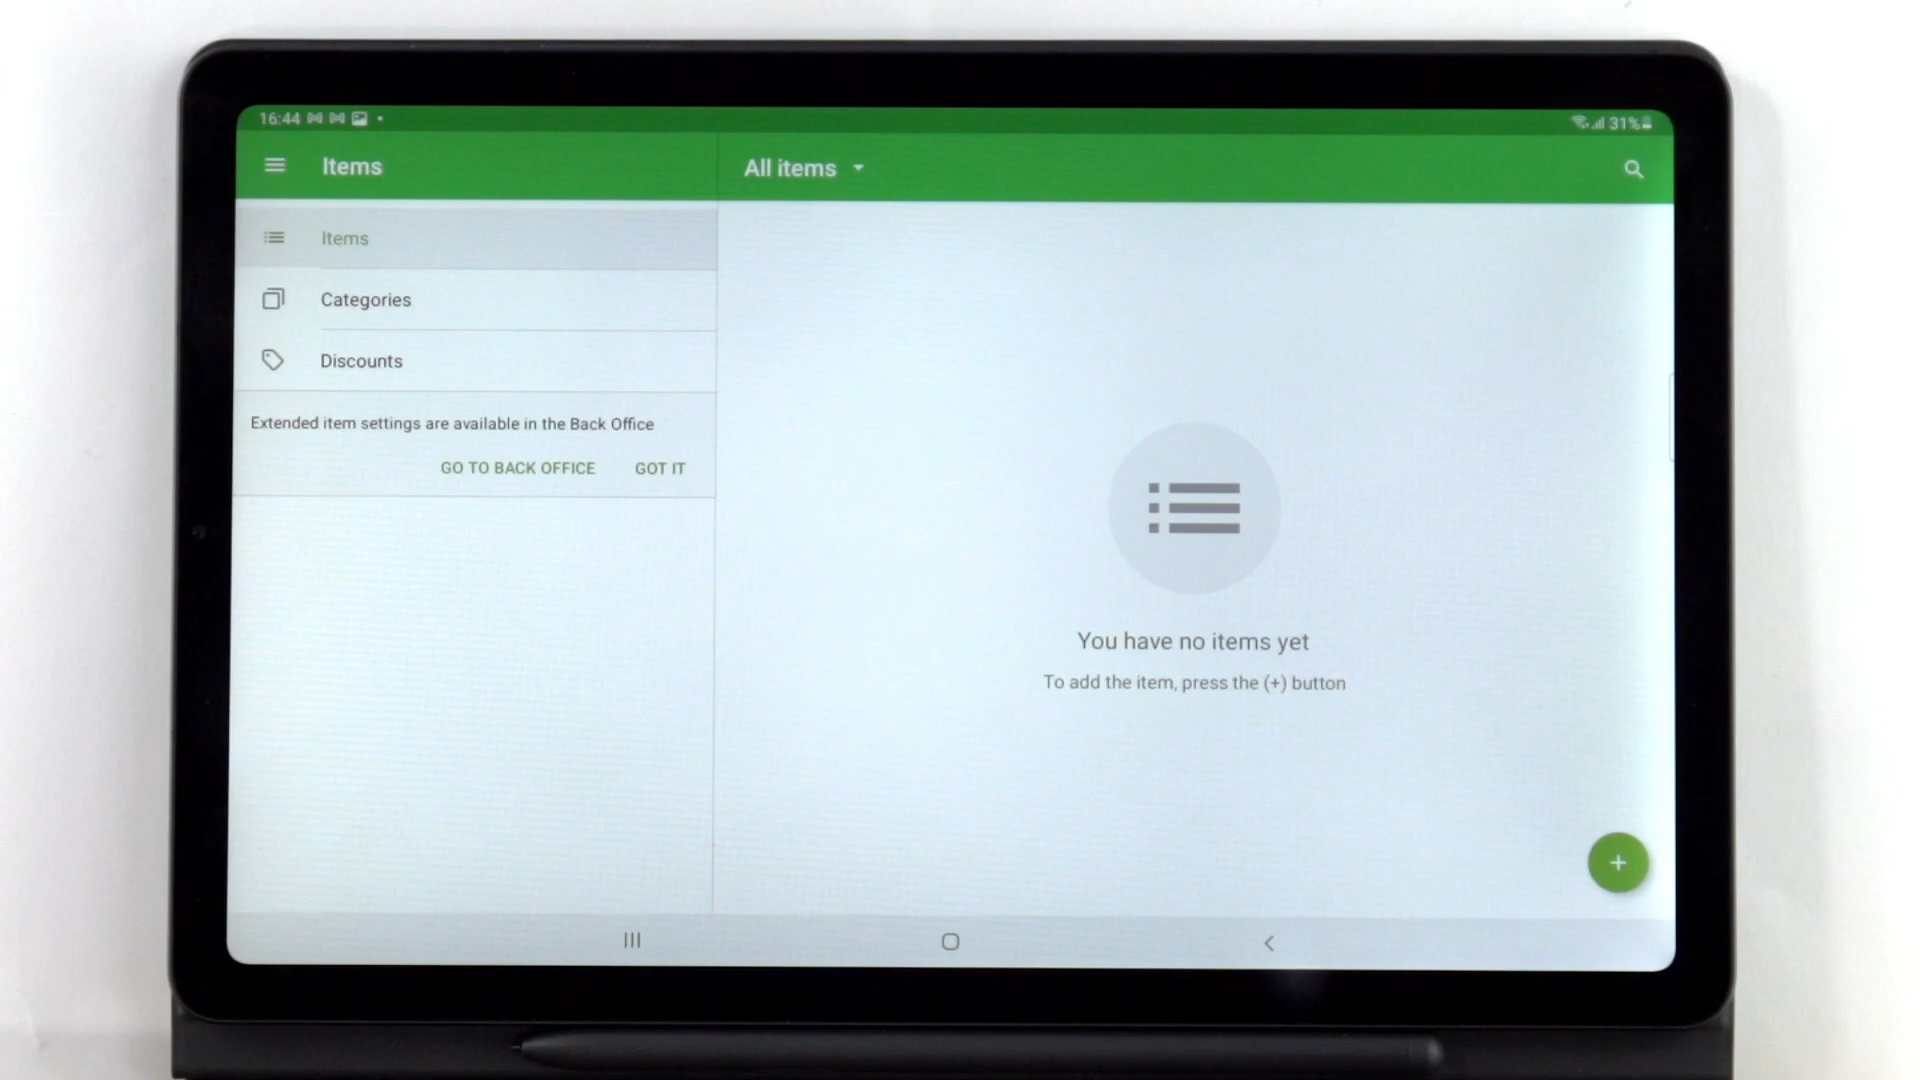 16:44
31%
Items
All items
Items
Categories
Discounts
Extended item settings are available in the Back Office
GO TO BACK OFFICE GOT IT
You have no items yet
To add the item, press the (+) button